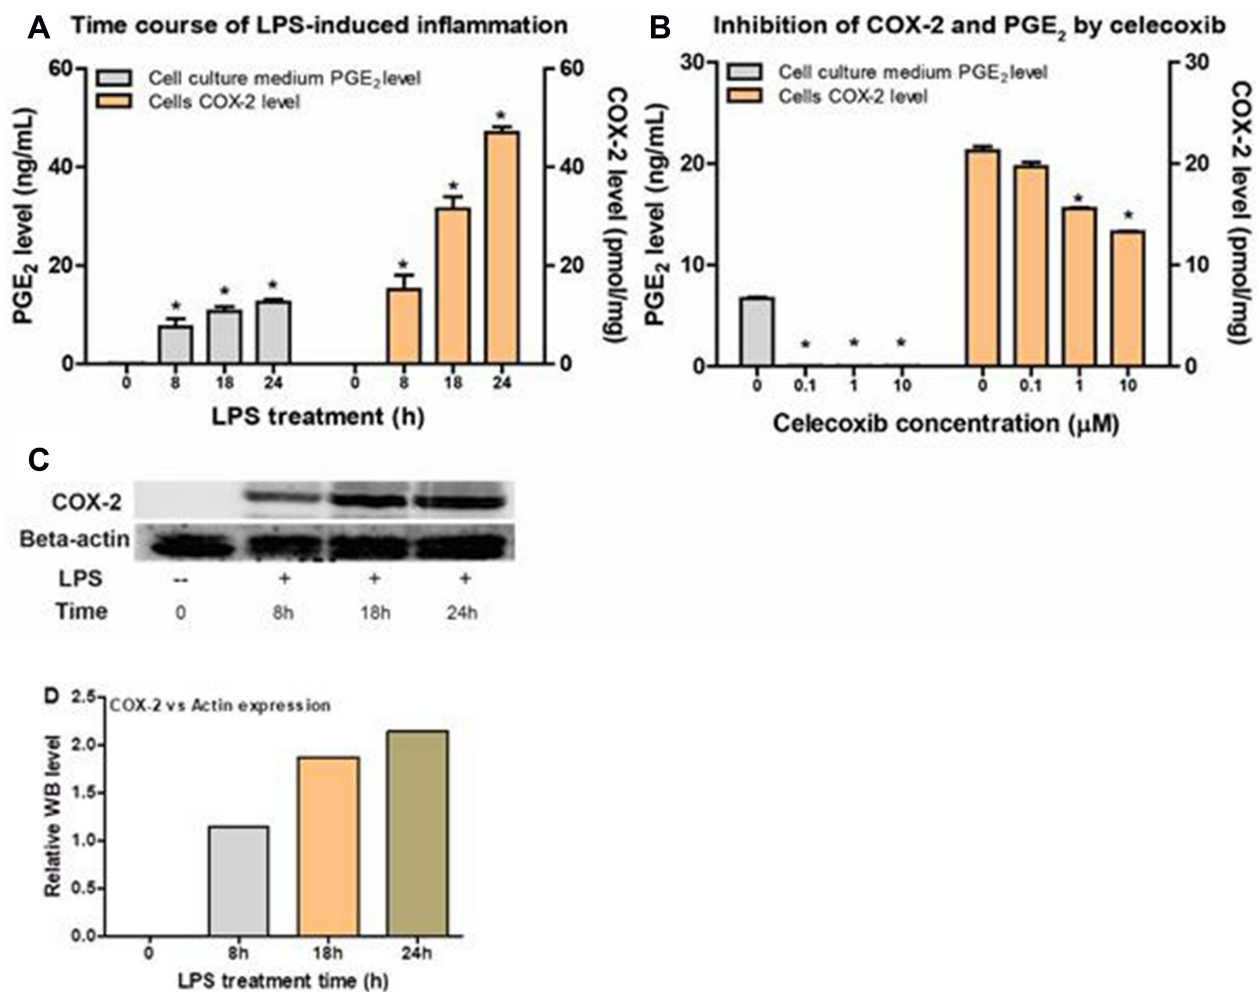 A Time course of LPS-induced inflammation
60
40
20
0
PGE2 level (ng/mL)
Cell culture medium PGE2 level
Cells COX-2 level
* * * * * *
60
40
20
0
COX-2 level (pmol/mg)
0 8 18 24 0 8 18 24
LPS treatment (h)
B Inhibition of COX-2 and PGE2 by celecoxib
30
20
10
0
PGE2 level (ng/mL)
Cell culture medium PGE2 level
Cells COX-2 level
* * * * *
30
20
10
0
COX-2 level (pmol/mg)
0 0.1 1 10 0 0.1 1 10
Celecoxib concentration (μM)
C
COX-2
Beta-actin
LPS -- + + +
Time 0 8h 18h 24h
D
COX-2 vs Actin expression
2.5
2.0
1.5
1.0
0.5
0.0
Relative WB level
0 8h 18h 24h
LPS treatment time (h)